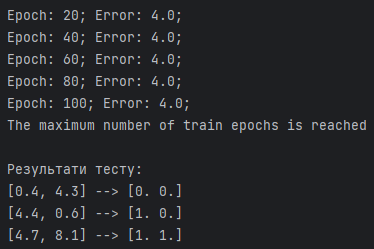 Epoch: 20; Error: 4.0;
Epoch: 40; Error: 4.0;
Epoch: 60; Error: 4.0;
Epoch: 80; Error: 4.0;
Epoch: 100; Error: 4.0;
The maximum number of train epochs is reached
Результати тесту:
[0.4, 4.3] --> [0. 0.]
[4.4, 0.6] --> [1. 0.]
[4.7, 8.1] --> [1. 1.]